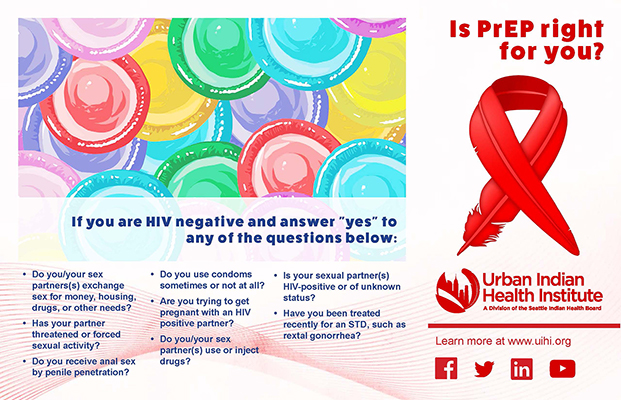 Is PrEP right
for you?
If you are HIV negative and answer "yes" to
any of the questions below:
• Do you/your sex
partners(s) exchange
sex for money, housing,
drugs, or other needs?
• Has your partner
threatened or forced
sexual activity?
• Do you receive anal sex
by penile penetration?
• Do you use condoms
sometimes or not at all?
• Are you trying to get
pregnant with an HIV
positive partner?
• Do you/your sex
partner(s) use or inject
drugs?
• Is your sexual partner(s)
HIV-positive or of unknown
status?
• Have you been treated
recently for an STD, such as
rextal gonorrhea?
Urban Indian
Health Institute
A Division of the Seattle Indian Health Board
Learn more at www.uihi.org